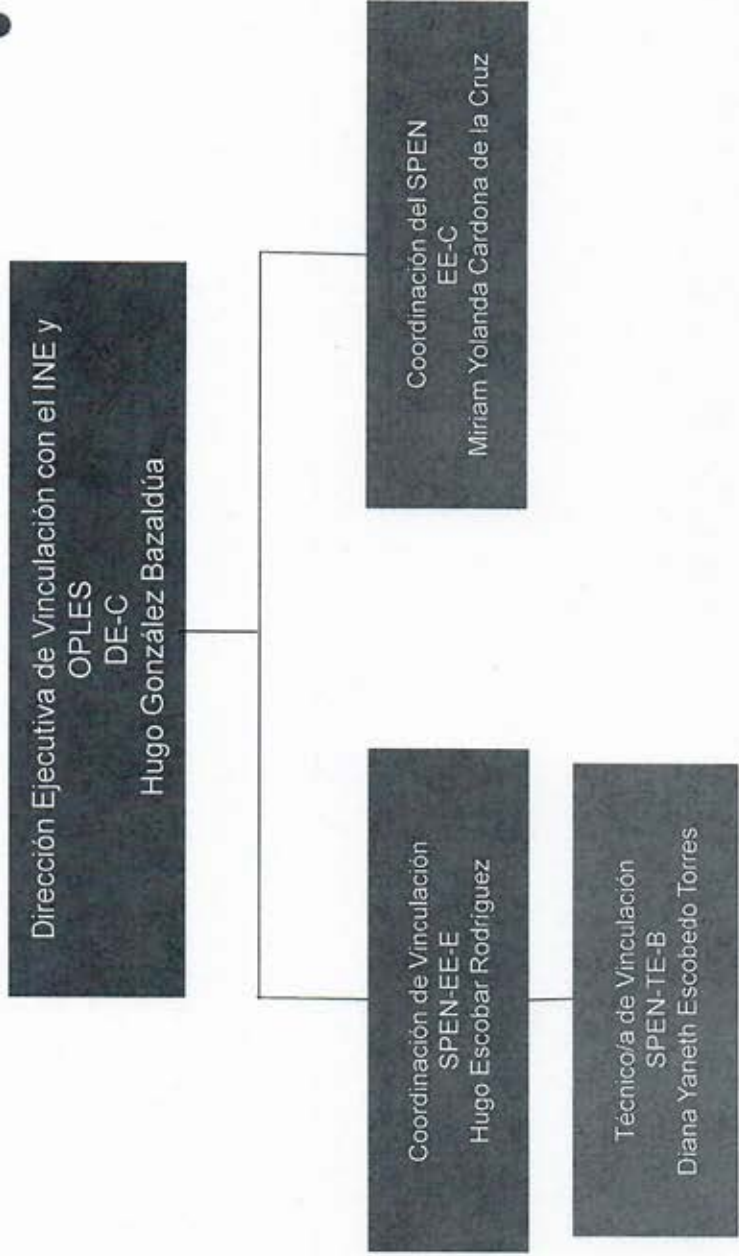 Dirección Ejecutiva de Vinculación con el INE y
OPLES
DE-C
Hugo González Bazaldúa
Coordinación de Vinculación
SPEN-EE-E
Hugo Escobar Rodríguez
Técnico/a de Vinculación
SPEN-TE-B
Diana Yaneth Escobedo Torres
Coordinación del SPEN
EE-C
Miriam Yolanda Cardona de la Cruz